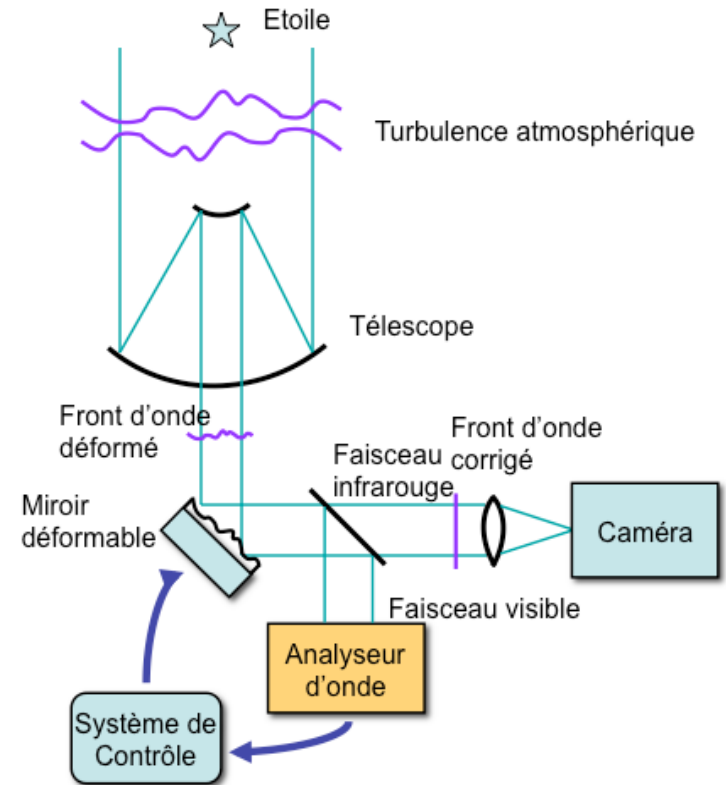 Etoile
Turbulence atmosphérique
Télescope
Front d'onde
déformé
Front d'onde
corrigé
Faisceau
infrarouge
Miroir
déformable
Caméra
Faisceau visible
Analyseur
d'onde
Système de
Contrôle